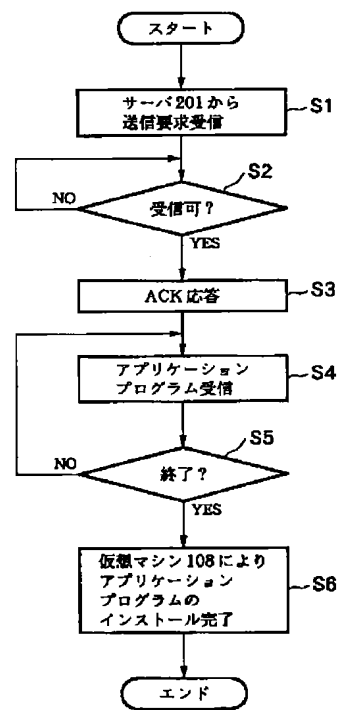 スタート
サーバ201から
送信要求受信
S1
S2
受信可?
NO
YES
ACK応答
S3
アプリケーション
プログラム受信
S4
S5
終了?
NO
YES
仮想マシン108により
アプリケーション
プログラムの
インストール完了
S6
エンド